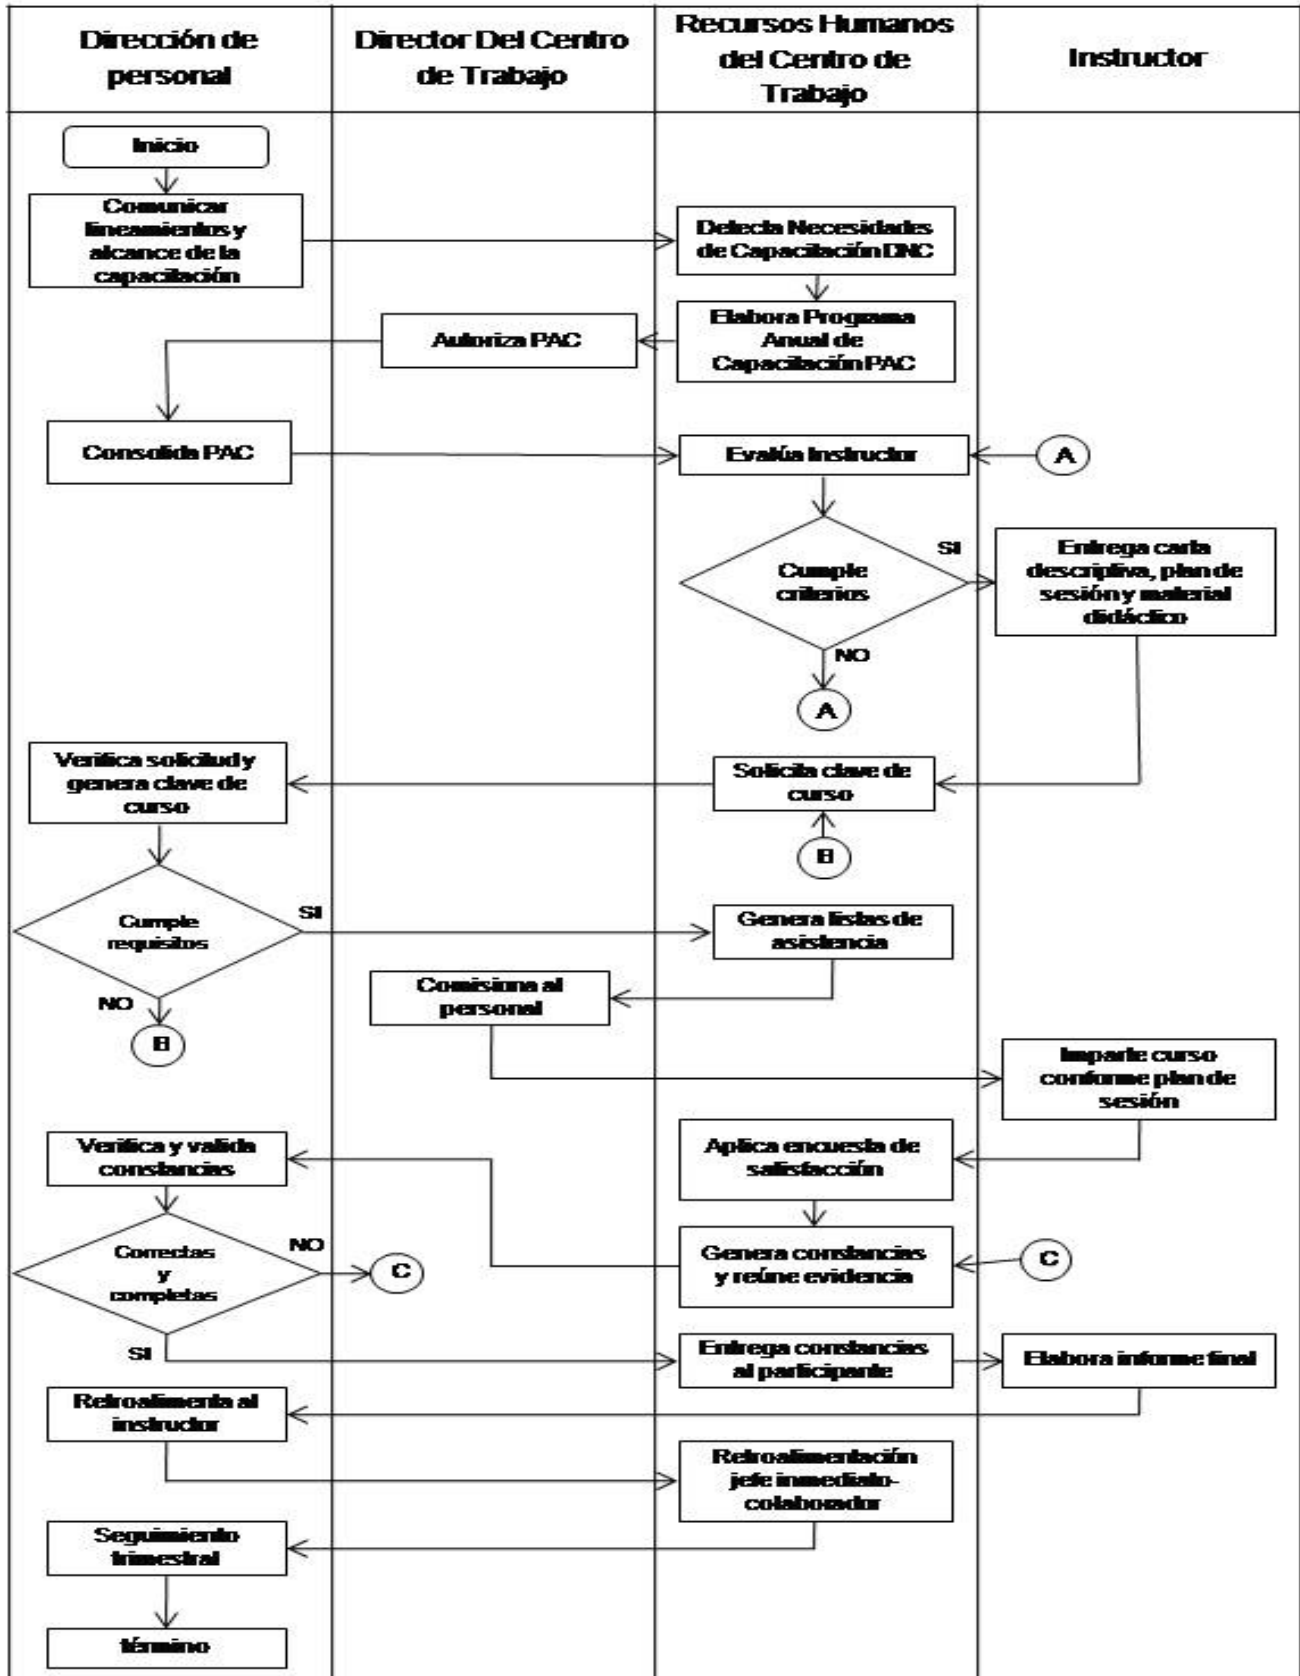 Dirección de
personal
Director Del Centro
de Trabajo
Recursos Humanos
del Centro de
Trabajo
Instructor
Inicio
Comunicar
lineamientos y
alcance de la
capacitación
Detecta Necesidades
de Capacitación DNC
Elabora Programa
Anual de
Capacitación PAC
Autoriza PAC
Consolida PAC
Evalúa Instructor
A
Cumple
criterios
SI
NO
A
Entrega carta
descriptiva, plan de
sesión y material
didáctico
Solicita clave de
curso
B
Verifica solicitud y
genera clave de
curso
Cumple
requisitos
SI
NO
B
Genera listas de
asistencia
Comisiona al
personal
Imparte curso
conforme plan de
sesión
Aplica encuesta de
satisfacción
Genera constancias
y reúne evidencia
C
Verifica y valida
constancias
Correctas
y
completas
NO
C
SI
Entrega constancias
al participante
Elabora informe final
Retroalimenta al
instructor
Retroalimentación
jefe inmediato-
colaborador
Seguimiento
trimestral
término